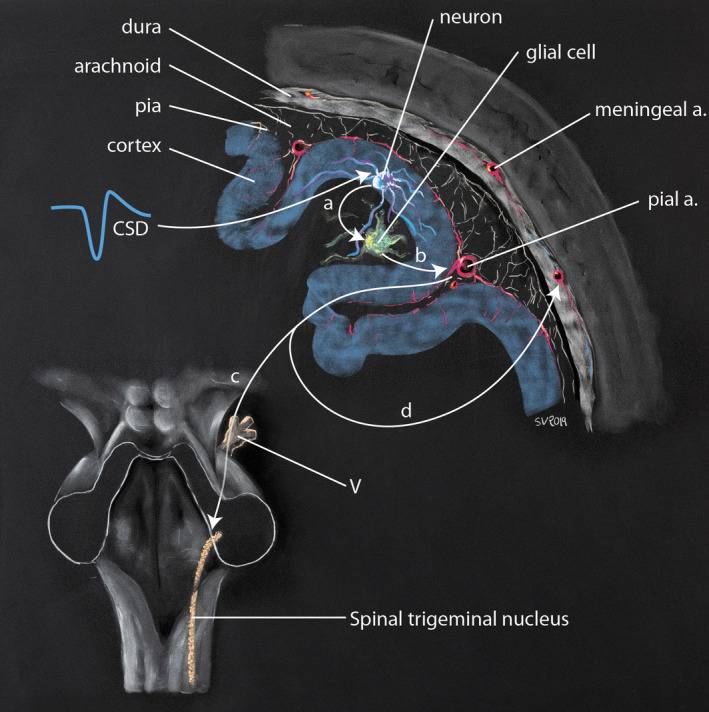 dura
neuron
arachnoid
glial cell
pia
meningeal a.
cortex
pial a.
a
CSD
b
c
d
SV2019
V
Spinal trigeminal nucleus